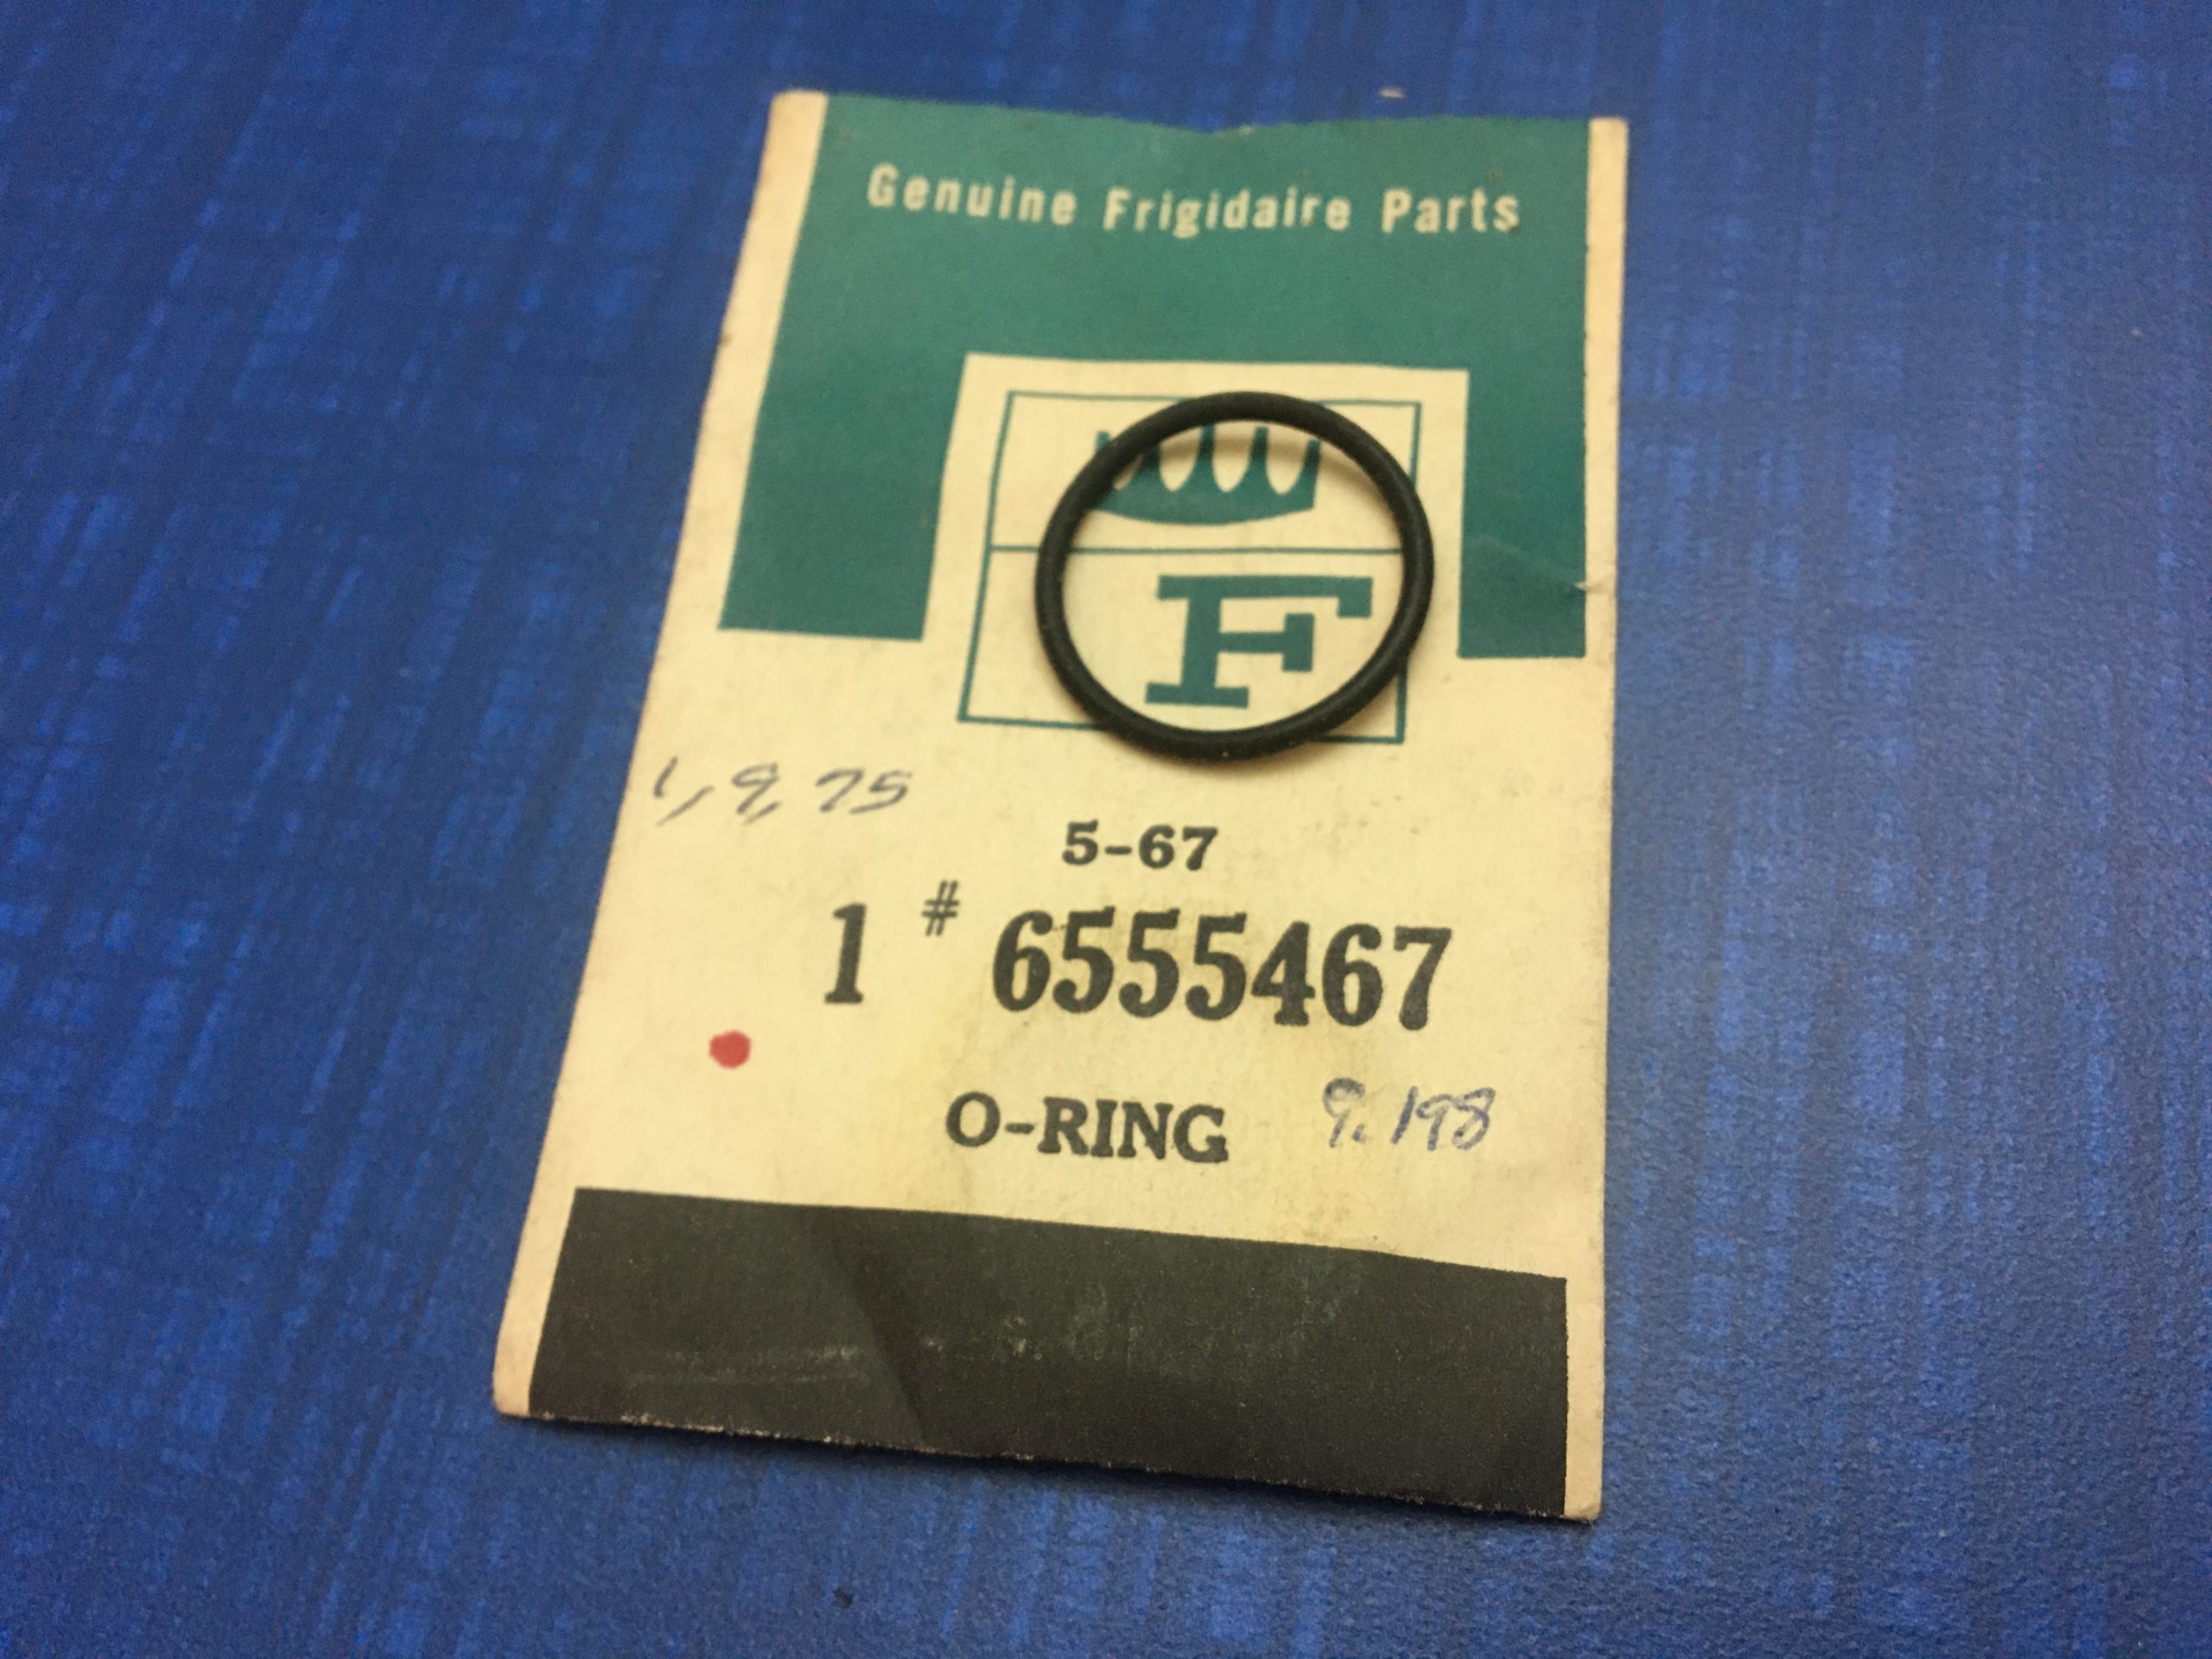 Genuine Frigidaire Parts
F
1, 9, 75
5-67
1 # 6555467
O-RING 9.198